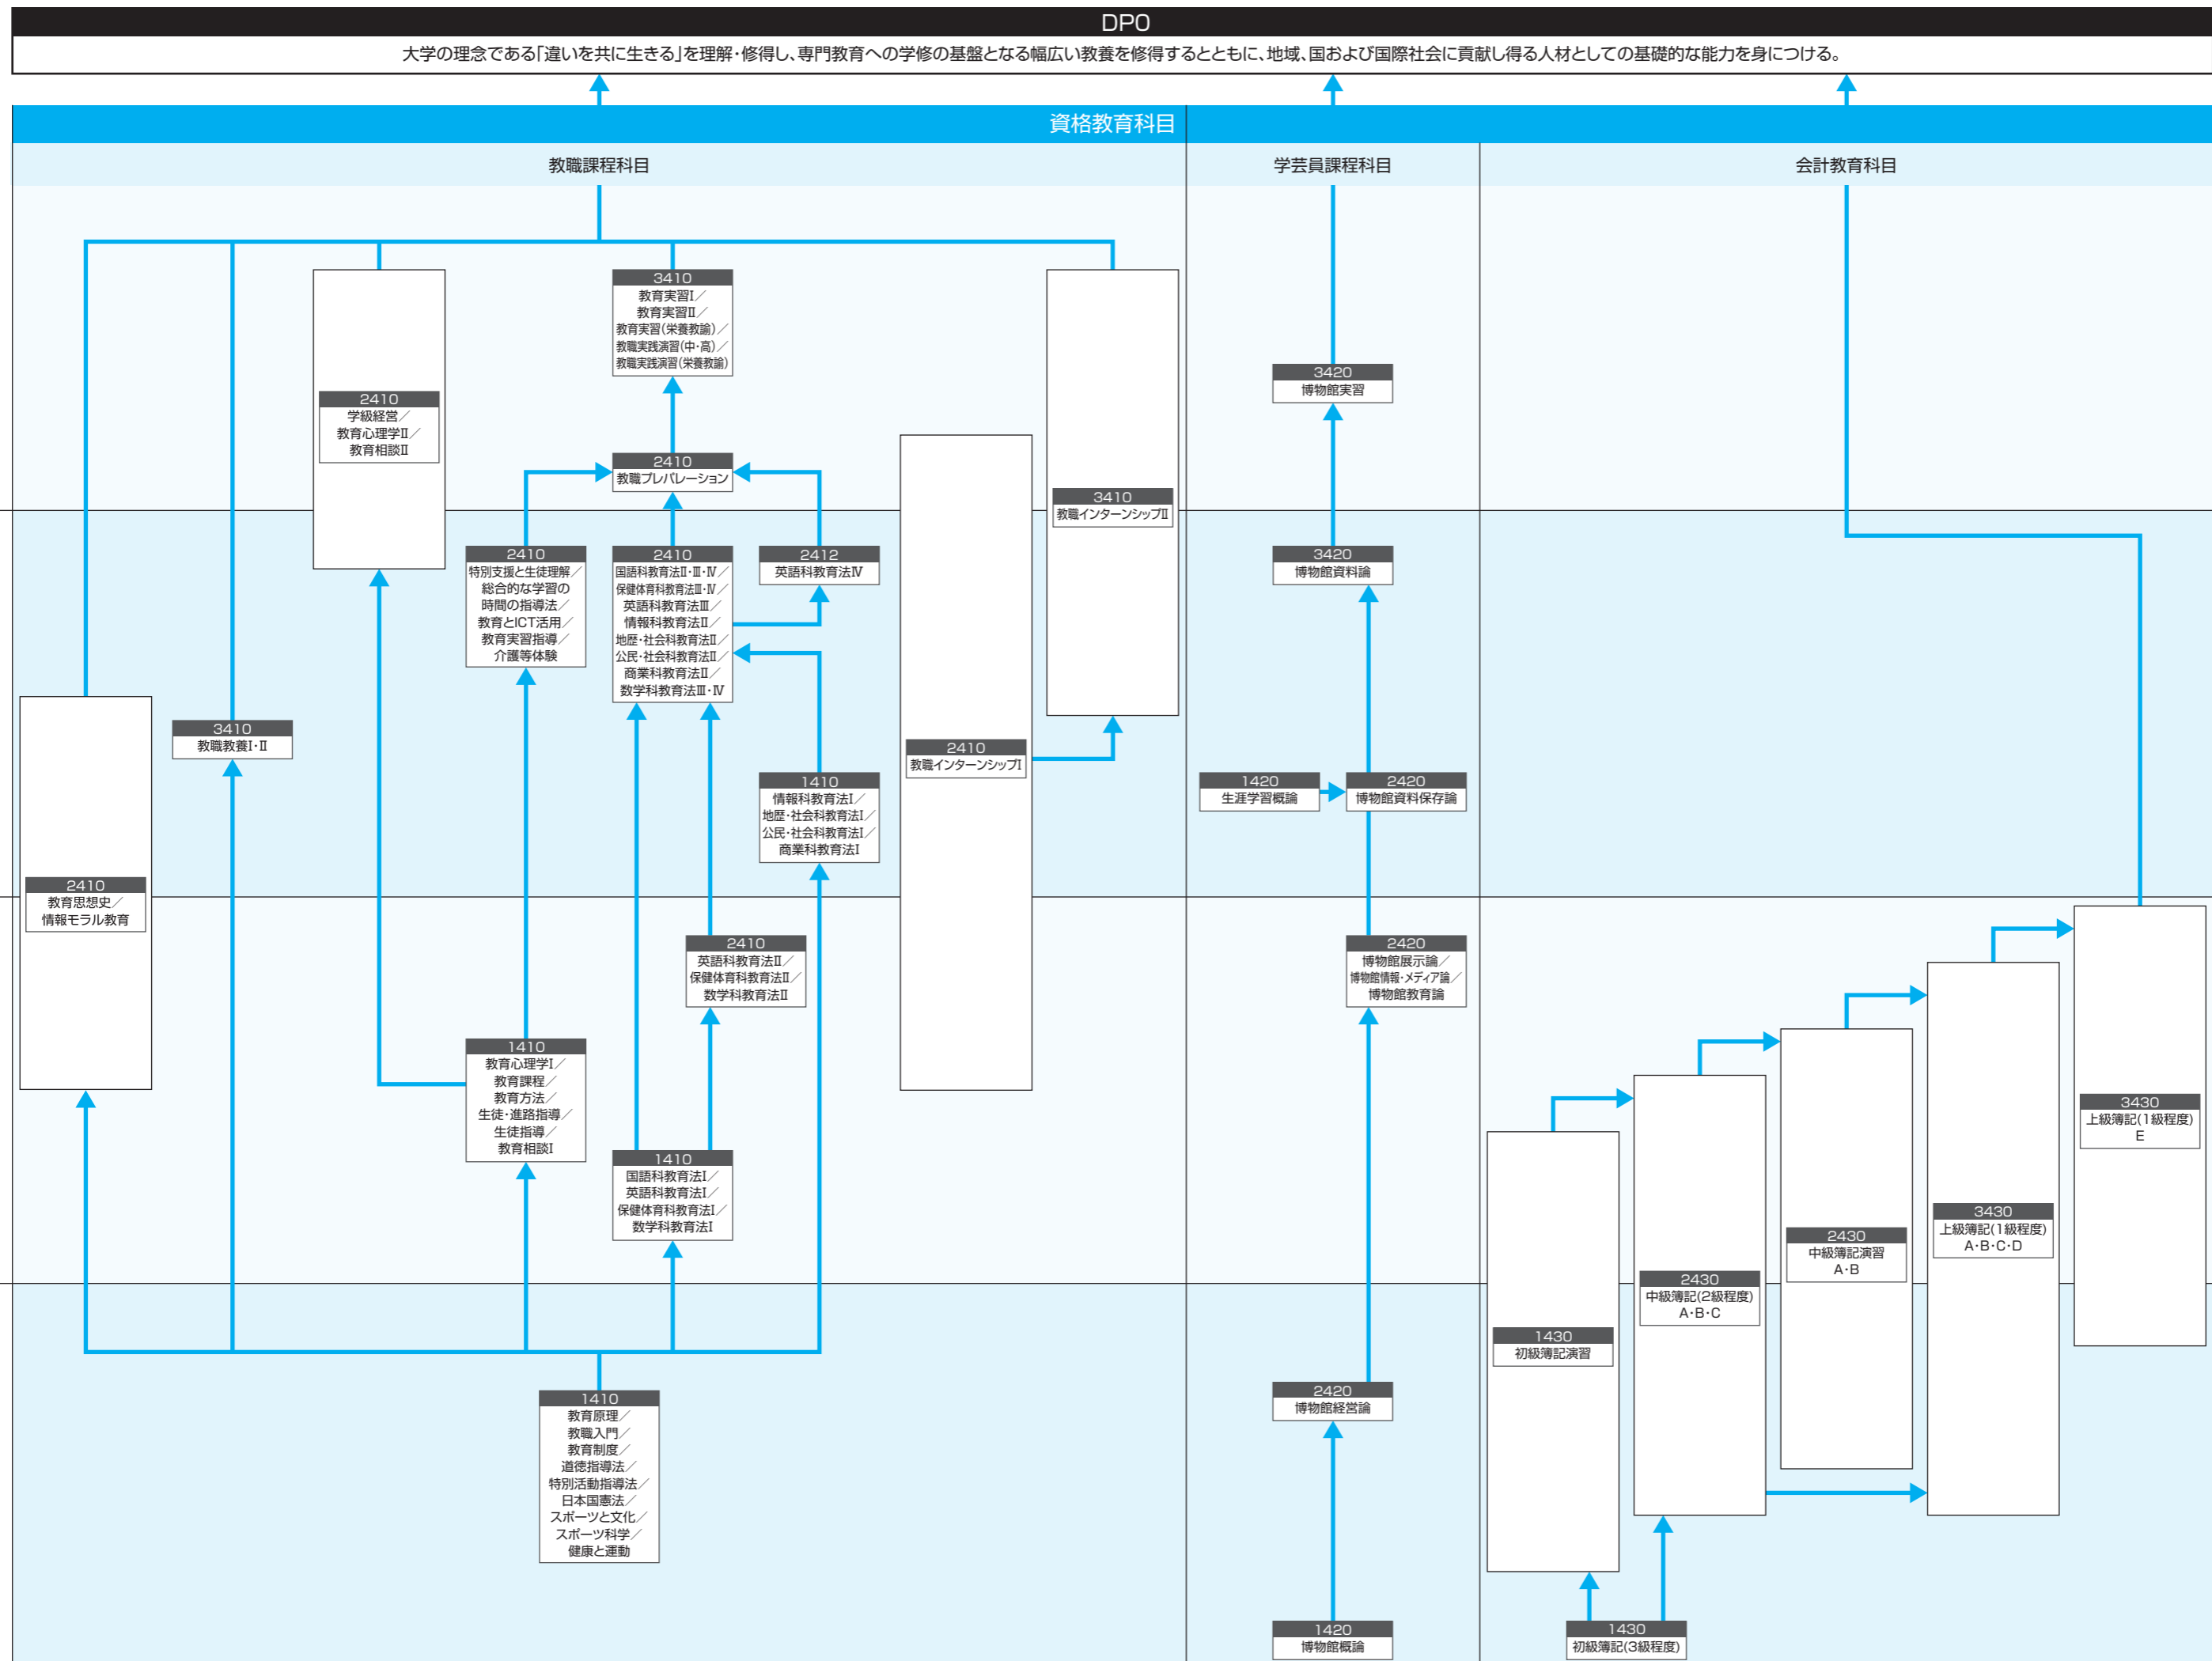 DP0
大学の理念である「違いを共に生きる」を理解・修得し、専門教育への学修の基盤となる幅広い教養を修得するとともに、地域、国および国際社会に貢献し得る人材としての基礎的な能力を身につける。
資格教育科目
教職課程科目
学芸員課程科目
会計教育科目
3410
教育実習Ⅰ／
教育実習Ⅱ／
教育実習(栄養教諭)／
教職実践演習(中・高)／
教職実践演習(栄養教諭)
2410
学級経営／
教育心理学Ⅱ／
教育相談Ⅱ
2410
教職プレパレーション
3410
教職インターンシップⅡ
2410
特別支援と生徒理解／
総合的な学習の
時間の指導法／
教育とICT活用／
教育実習指導／
介護等体験
2410
国語科教育法Ⅱ・Ⅲ・Ⅳ／
保健体育科教育法Ⅲ・Ⅳ／
英語科教育法Ⅲ／
情報科教育法Ⅱ／
地歴・社会科教育法Ⅱ／
公民・社会科教育法Ⅱ／
商業科教育法Ⅱ／
数学科教育法Ⅲ・Ⅳ
2412
英語科教育法Ⅳ
3410
教職教養Ⅰ・Ⅱ
2410
教職インターンシップⅠ
1410
情報科教育法Ⅰ／
地歴・社会科教育法Ⅰ／
公民・社会科教育法Ⅰ／
商業科教育法Ⅰ
2410
教育思想史／
情報モラル教育
2410
英語科教育法Ⅱ／
保健体育科教育法Ⅱ／
数学科教育法Ⅱ
1410
教育心理学Ⅰ／
教育課程／
教育方法／
生徒・進路指導／
生徒指導／
教育相談Ⅰ
1410
国語科教育法Ⅰ／
英語科教育法Ⅰ／
保健体育科教育法Ⅰ／
数学科教育法Ⅰ
1410
教育原理／
教職入門／
教育制度／
道徳指導法／
特別活動指導法／
日本国憲法／
スポーツと文化／
スポーツ科学／
健康と運動
3420
博物館実習
3420
博物館資料論
1420
生涯学習概論
2420
博物館資料保存論
2420
博物館展示論／
博物館情報・メディア論／
博物館教育論
2420
博物館経営論
1420
博物館概論
3430
上級簿記(1級程度)
E
3430
上級簿記(1級程度)
A・B・C・D
2430
中級簿記演習
A・B
2430
中級簿記(2級程度)
A・B・C
1430
初級簿記演習
1430
初級簿記(3級程度)